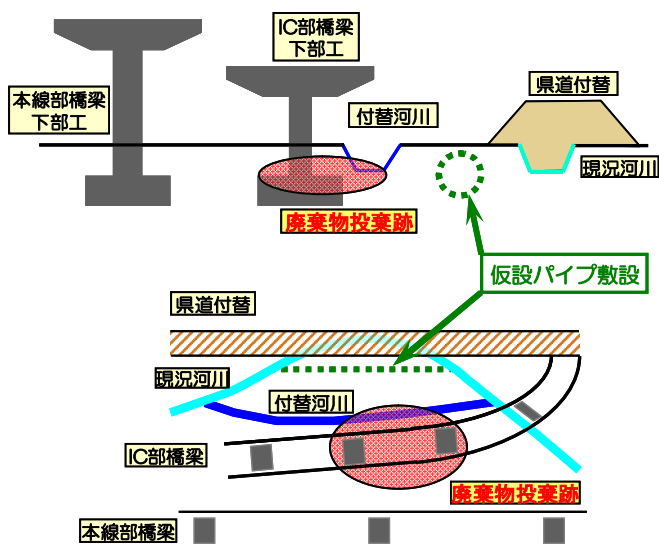 IC部橋梁
下部工
本線部橋梁
下部工
付替河川
県道付替
現況河川
廃棄物投棄跡
仮設パイプ敷設
県道付替
現況河川
付替河川
IC部橋梁
廃棄物投棄跡
本線部橋梁